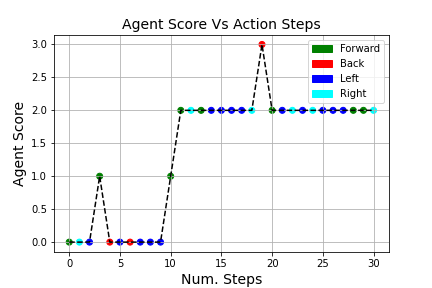 Agent Score Vs Action Steps
Agent Score
3.0
2.5
2.0
1.5
1.0
0.5
0.0
Forward
Back
Left
Right
0 5 10 15 20 25 30
Num. Steps